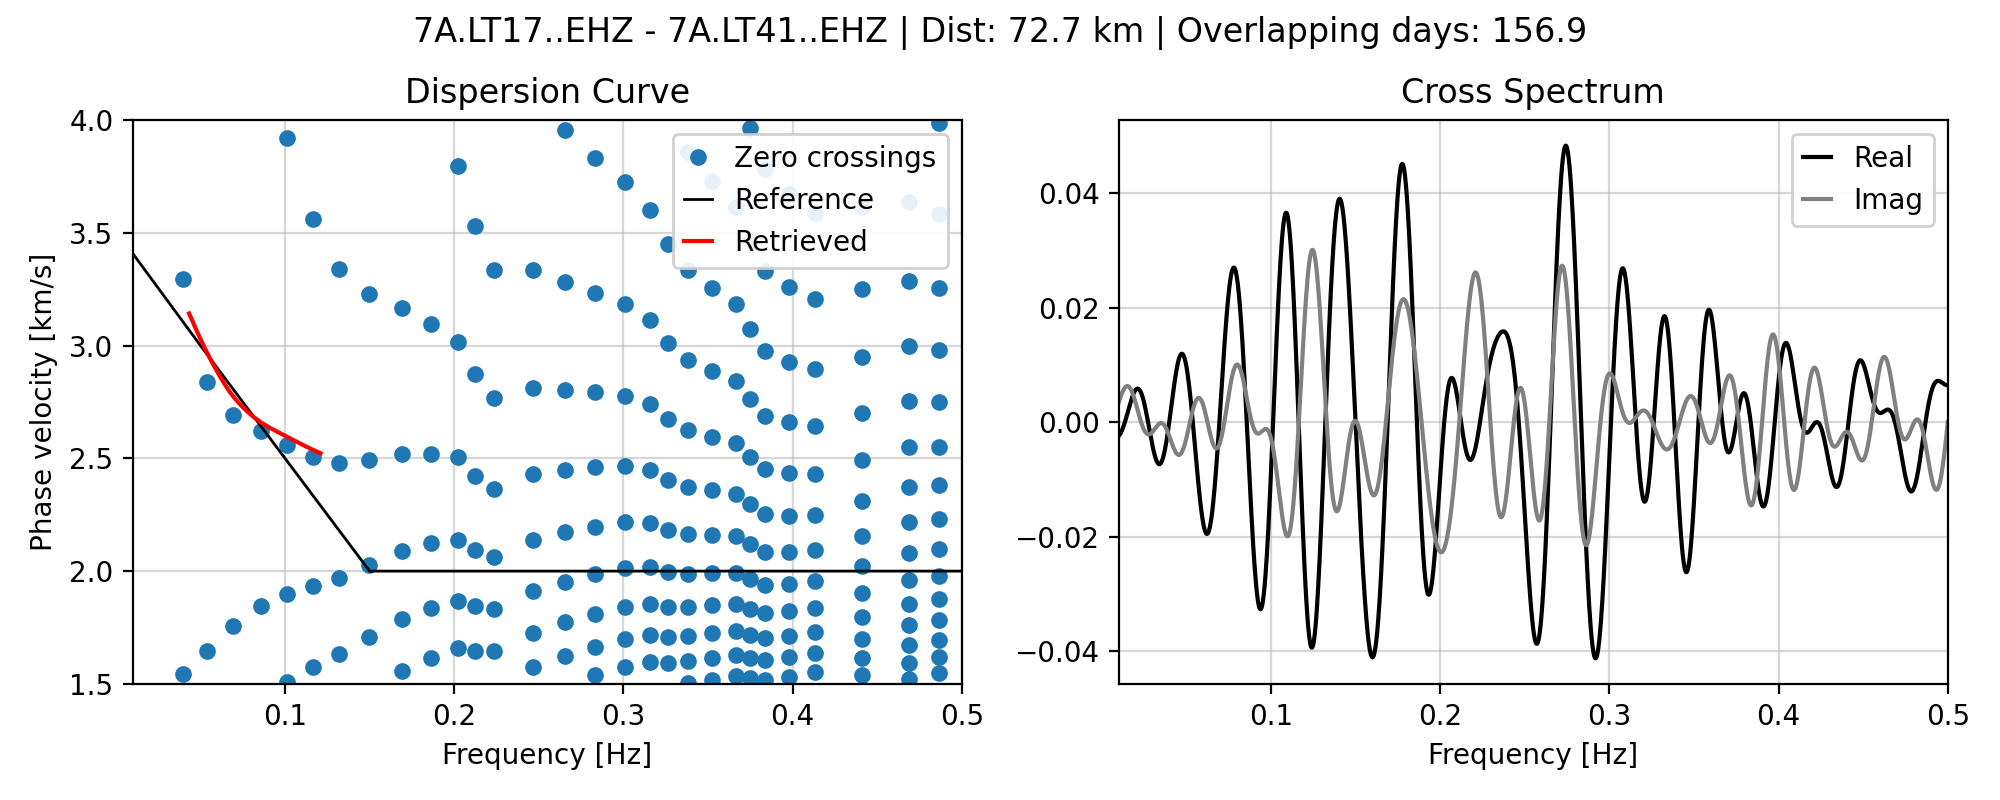 7A.LT17..EHZ - 7A.LT41..EHZ | Dist: 72.7 km | Overlapping days: 156.9
Dispersion Curve
Zero crossings
Reference
Retrieved
4.0
3.5
3.0
2.5
2.0
1.5
Phase velocity [km/s]
0.1
0.2
0.3
0.4
0.5
Frequency [Hz]
Cross Spectrum
Real
Imag
0.04
0.02
0.00
−0.02
−0.04
0.1
0.2
0.3
0.4
0.5
Frequency [Hz]